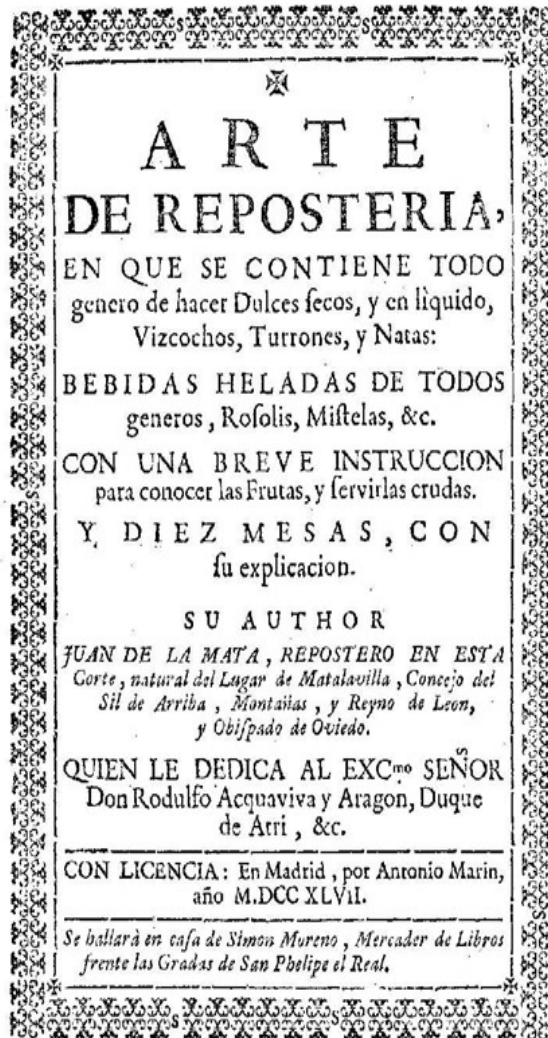 ARTE
DE REPOSTERIA,
EN QUE SE CONTIENE TODO
genero de hacer Dulces ſecos, y en lìquido,
Vizcochos, Turrones, y Natas:
BEBIDAS HELADAS DE TODOS
generos, Roſolis, Miſtelas, &c.
CON UNA BREVE INSTRUCCION
para conocer las Frutas, y ſervirlas crudas.
Y DIEZ MESAS, CON
ſu explicacion.
SU AUTHOR
JUAN DE LA MATA, REPOSTERO EN ESTA
Corte, natural del Lugar de Matalavilla, Concejo del
Sil de Arriba, Montañas, y Reyno de Leon,
y Obiſpado de Oviedo.
QUIEN LE DEDICA AL EXCmo SEÑOR
Don Rodulfo Acquaviva y Aragon, Duque
de Atri, &c.
CON LICENCIA: En Madrid, por Antonio Marin,
año M.DCC XLVII.
Se hallarà en caſa de Simon Moreno, Mercader de Libros
frente las Gradas de San Phelipe el Real.